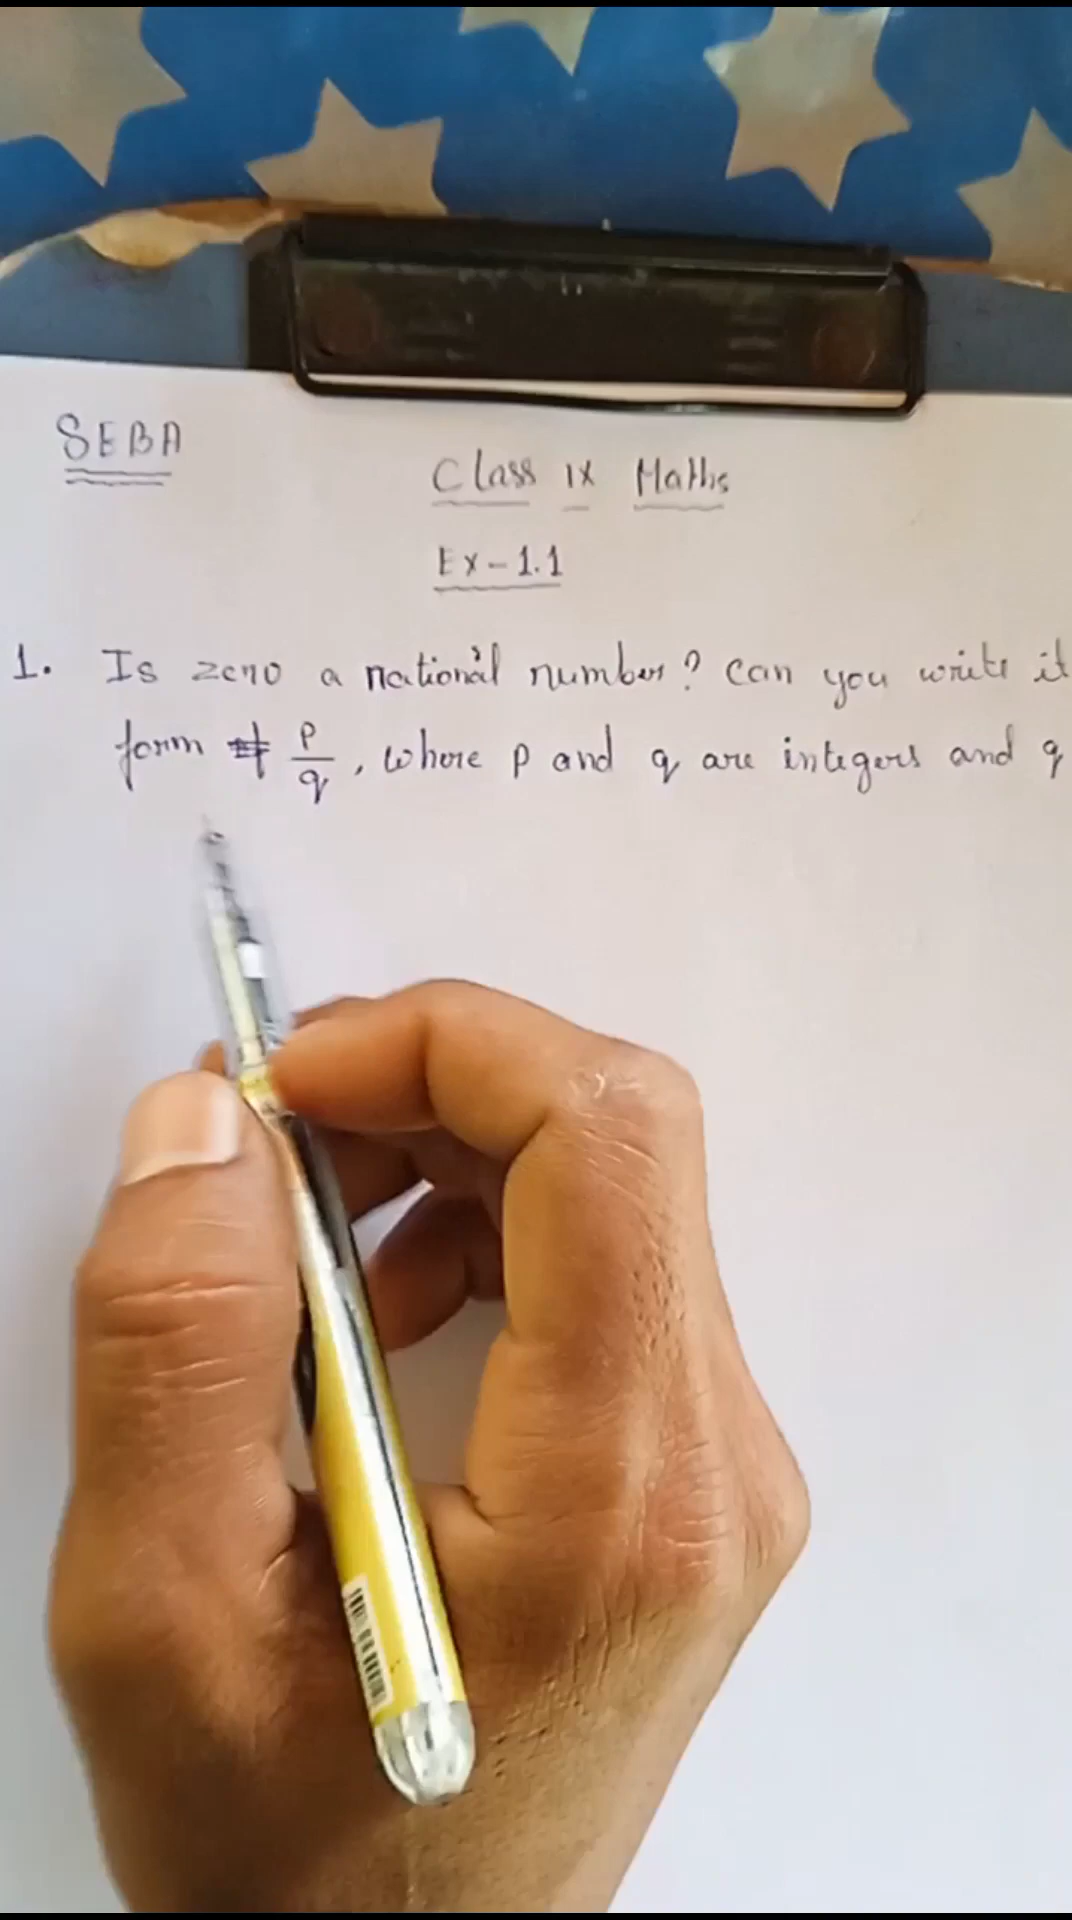 SEBA
Class IX Maths
Ex-1.1
1. Is zero a rational number? Can you write it
form p/q, where p and q are integers and q